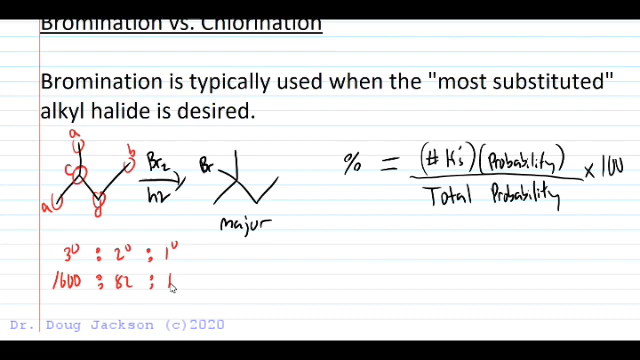 Bromination vs. Chlorination
Bromination is typically used when the "most substituted"
alkyl halide is desired.
a
b
c
a
Br2
hν
Br
major
% = (# H's)(Probability) / Total Probability × 100
3° : 2° : 1°
1600 : 82 : 1
Dr. Doug Jackson (c)2020